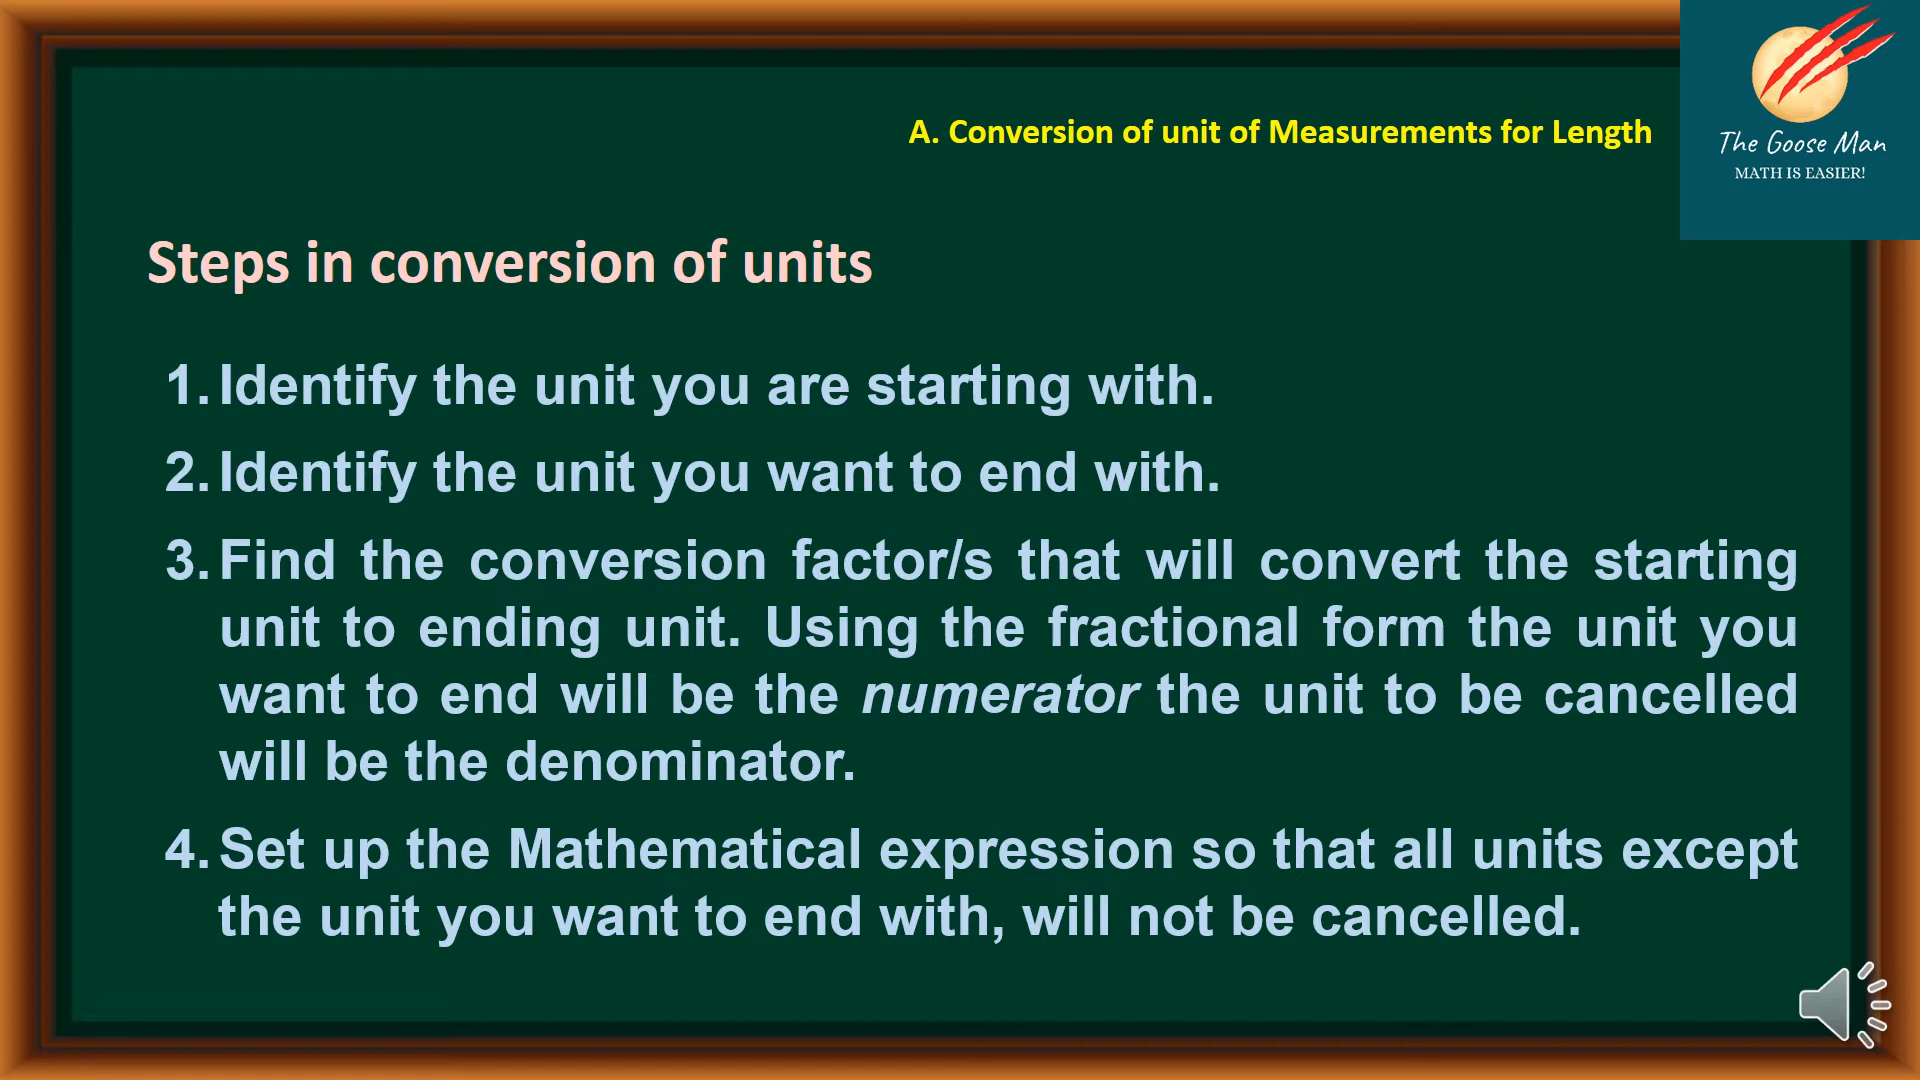 A. Conversion of unit of Measurements for Length
The Goose Man
MATH IS EASIER!
Steps in conversion of units
1. Identify the unit you are starting with.
2. Identify the unit you want to end with.
3. Find the conversion factor/s that will convert the starting
unit to ending unit. Using the fractional form the unit you
want to end will be the numerator the unit to be cancelled
will be the denominator.
4. Set up the Mathematical expression so that all units except
the unit you want to end with, will not be cancelled.